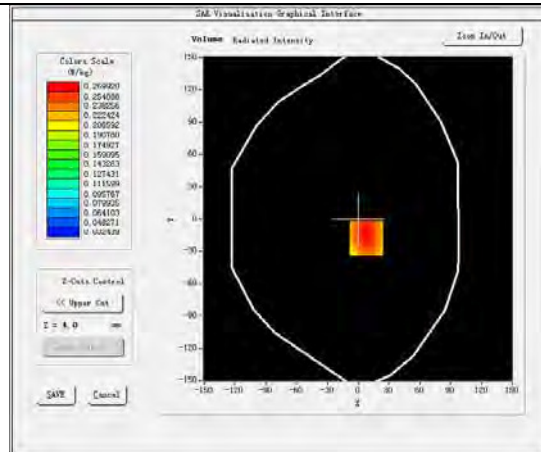 SAR Visualisation Graphical Interface
Volume Radiated Intensity
Zoom In/Out
Colors Scale
(W/kg)
0.269920
0.254088
0.238256
0.222424
0.206592
0.190760
0.174927
0.159095
0.143263
0.127431
0.111599
0.095767
0.079935
0.064103
0.048271
0.032439
Z-Cuts Control
<< Upper Cut
Z = 4.0 mm
SAVE
Cancel
150
90
60
30
0
-30
-60
-90
-150
Y
-150 -120 -90 -60 -30 0 30 60 90 120 150
X